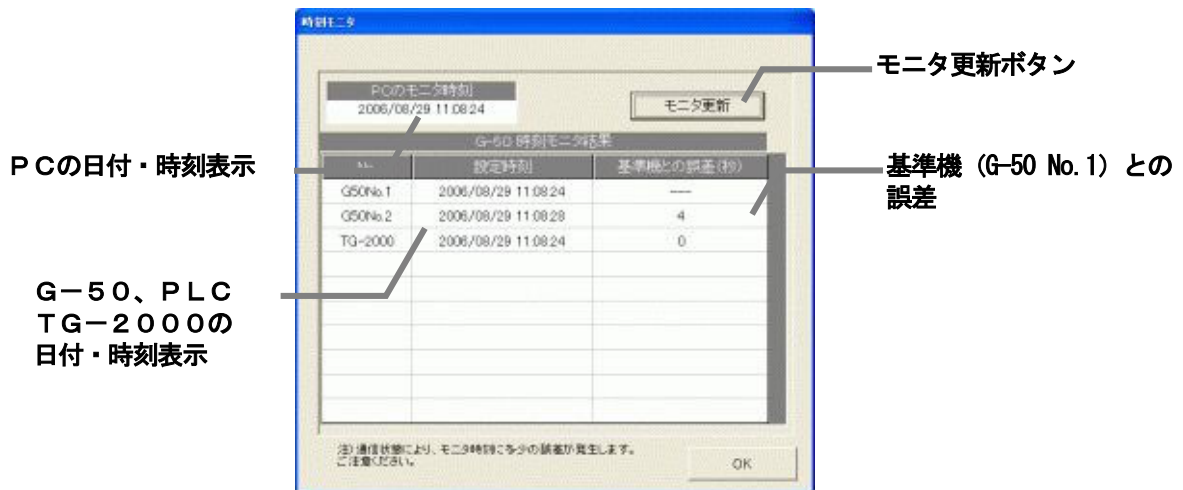 時刻モニタ
モニタ更新ボタン
PCのモニタ時刻
2006/08/29 11:08:24
モニタ更新
G-50 時刻モニタ結果
ＰＣの日付・時刻表示
No.
設定時刻
基準機との誤差(秒)
基準機（G-50 No.1）との
誤差
G50No.1
2006/08/29 11:08:24
----
G50No.2
2006/08/29 11:08:28
4
TG-2000
2006/08/29 11:08:24
0
Ｇ－５０、ＰＬＣ
ＴＧ－２０００の
日付・時刻表示
注) 通信状態により、モニタ時刻に多少の誤差が発生します。
ご注意ください。
OK